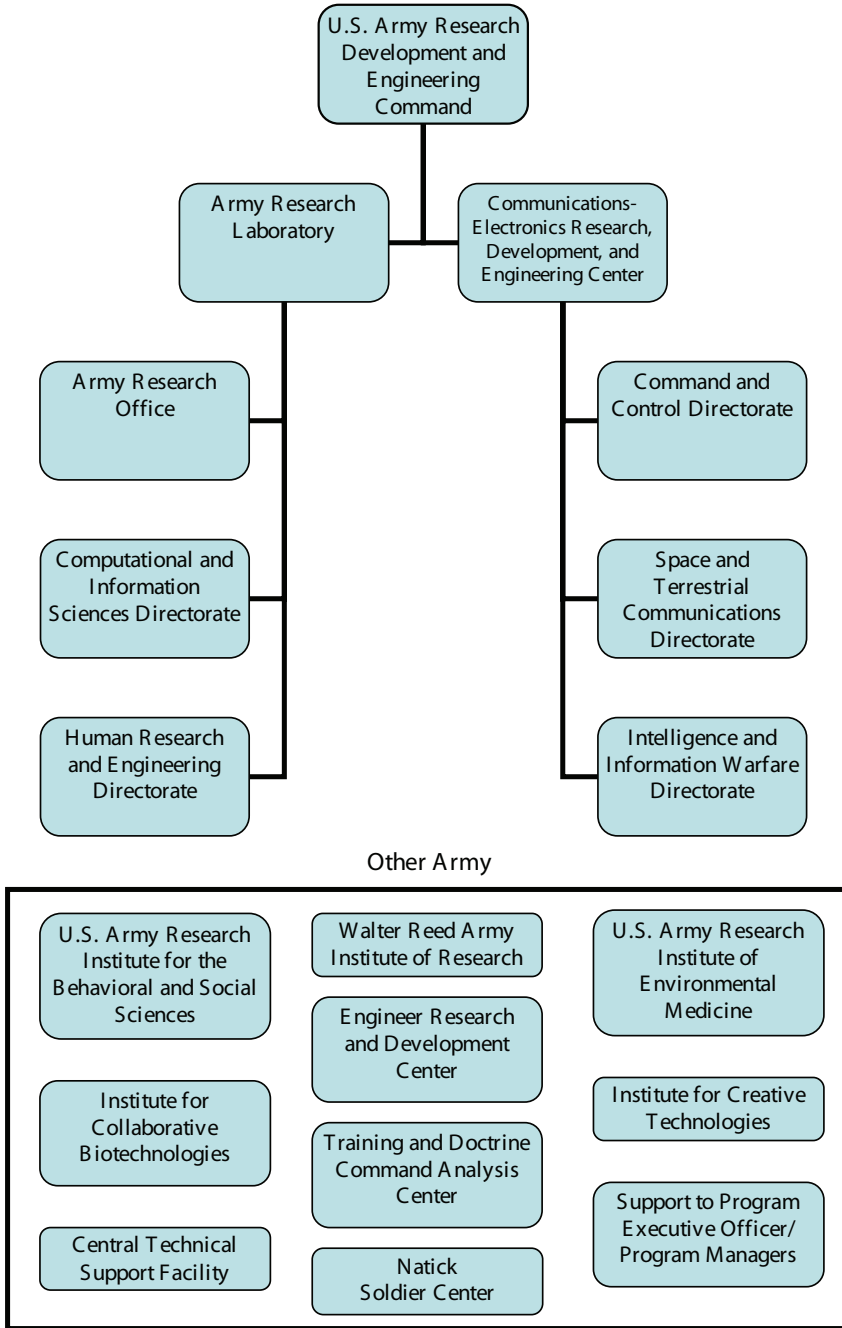 U.S. Army Research
Development and
Engineering
Command
Army Research
Laboratory
Communications-
Electronics Research,
Development, and
Engineering Center
Army Research
Office
Command and
Control Directorate
Computational and
Information
Sciences Directorate
Space and
Terrestrial
Communications
Directorate
Human Research
and Engineering
Directorate
Intelligence and
Information Warfare
Directorate
Other Army
U.S. Army Research
Institute for the
Behavioral and Social
Sciences
Walter Reed Army
Institute of Research
U.S. Army Research
Institute of
Environmental
Medicine
Engineer Research
and Development
Center
Institute for
Collaborative
Biotechnologies
Institute for Creative
Technologies
Training and Doctrine
Command Analysis
Center
Central Technical
Support Facility
Natick
Soldier Center
Support to Program
Executive Officer/
Program Managers